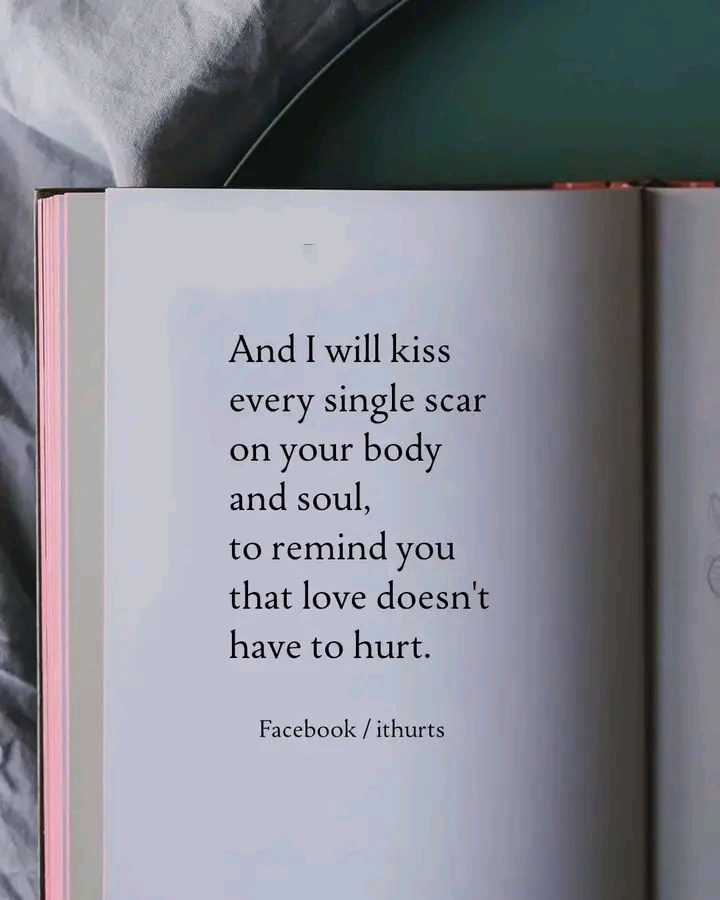 And I will kiss
every single scar
on your body
and soul,
to remind you
that love doesn't
have to hurt.
Facebook / ithurts